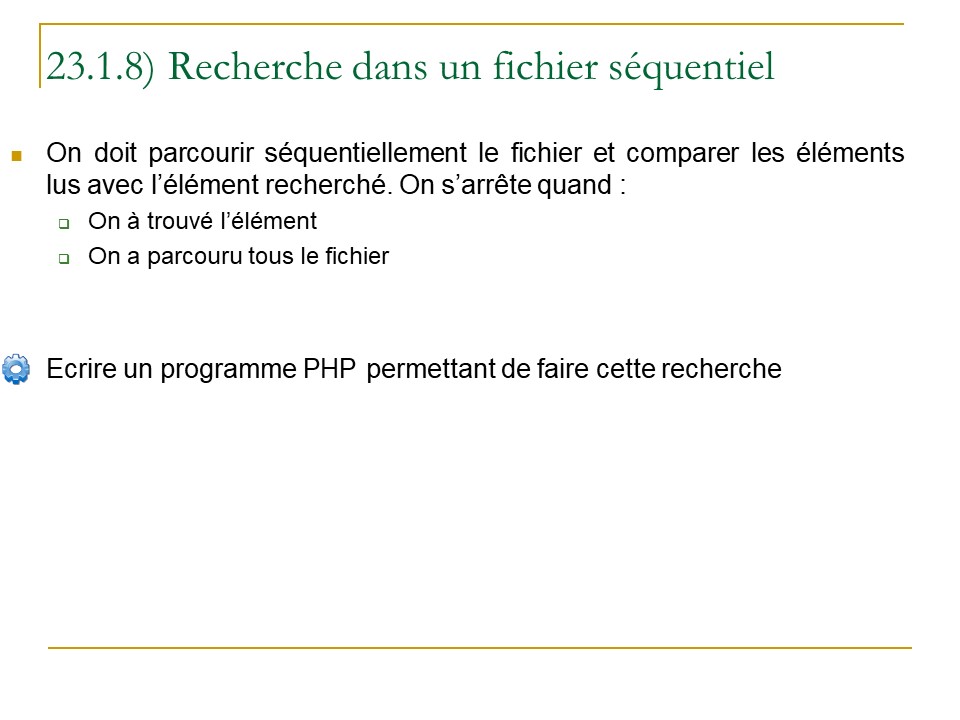 23.1.8) Recherche dans un fichier séquentiel
On doit parcourir séquentiellement le fichier et comparer les éléments
lus avec l’élément recherché. On s’arrête quand :
On à trouvé l’élément
On a parcouru tous le fichier
Ecrire un programme PHP permettant de faire cette recherche